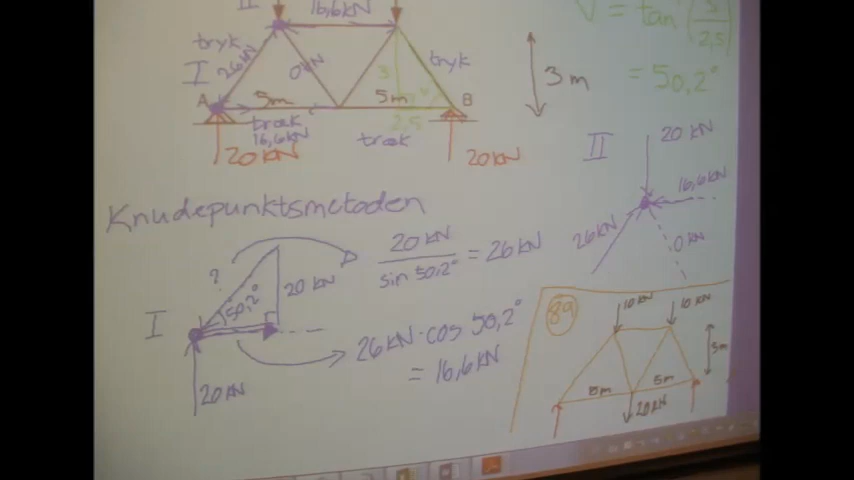 II
16,6 kN
tryk
I
26 kN
0 kN
tryk
3
A
5m
5m
B
træk
16,6 kN
2,5
træk
20 kN
20 kN
3 m
= 50,2°
II
20 kN
16,6 kN
26 kN
0 kN
Knudepunktsmetoden
?
50,2°
20 kN
I
20 kN
20 kN
sin 50,2°
= 26 kN
26 kN · cos 50,2°
= 16,6 kN
89
10 kN
10 kN
5m
20 kN